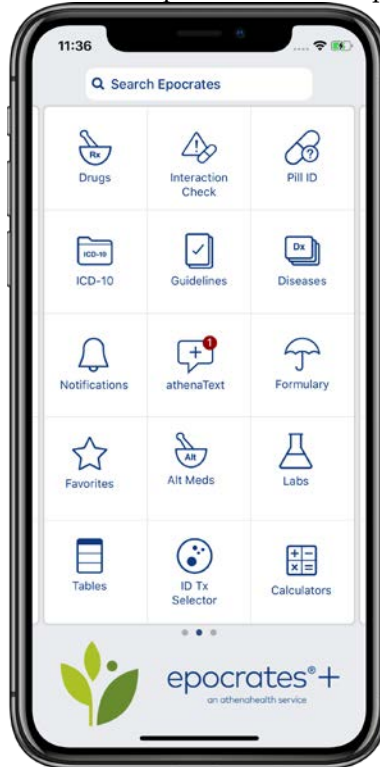 11:36
Search Epocrates
Rx
Drugs
Interaction
Check
?
Pill ID
ICD-10
ICD-10
Guidelines
Dx
Diseases
Notifications
1
athenaText
Formulary
Favorites
Alt
Alt Meds
Labs
Tables
ID Tx
Selector
Calculators
epocrates®+
an athenahealth service